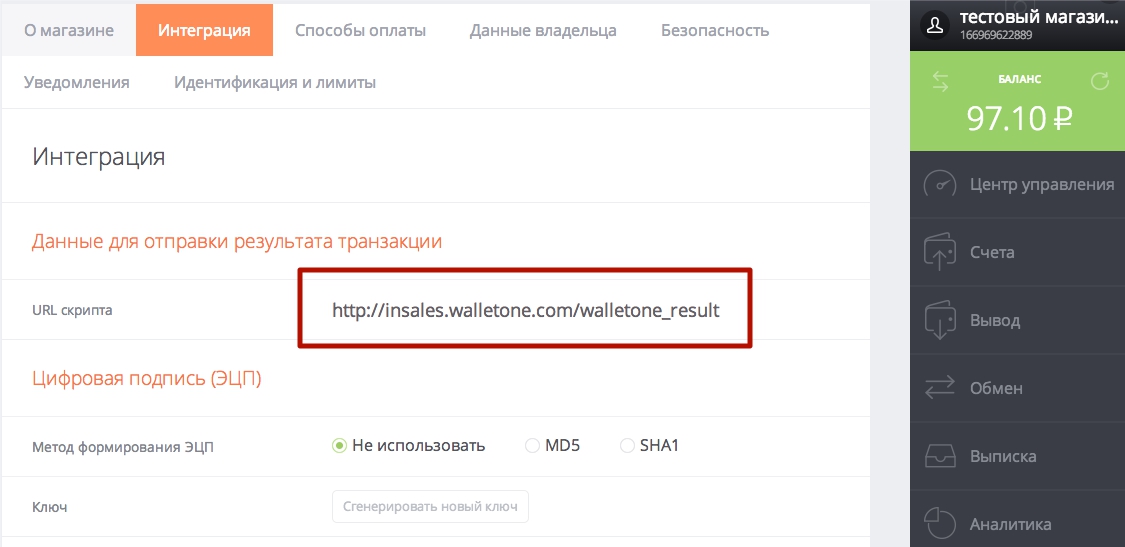 О магазине
Интеграция
Способы оплаты
Данные владельца
Безопасность
Уведомления
Идентификация и лимиты
Интеграция
Данные для отправки результата транзакции
URL скрипта
http://insales.walletone.com/walletone_result
Цифровая подпись (ЭЦП)
Метод формирования ЭЦП
Не использовать
MD5
SHA1
Ключ
Сгенерировать новый ключ
тестовый магази...
166969622889
БАЛАНС
97.10 ₽
Центр управления
Счета
Вывод
Обмен
Выписка
Аналитика